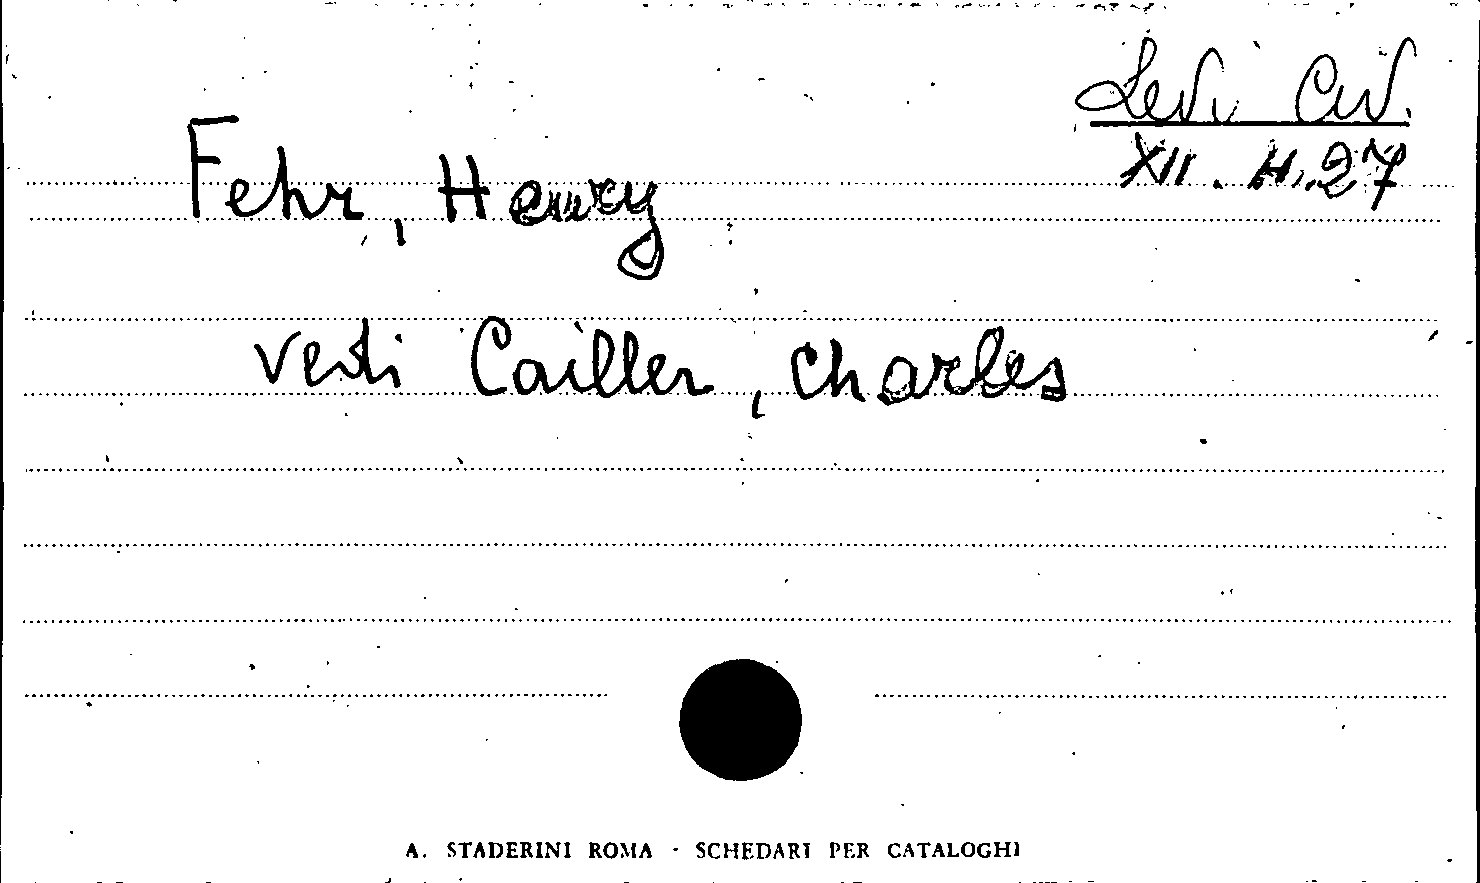 Levi Civ.
XII. H. 27
Fehr, Henry
vedi Cailler, Charles
A. STADERINI ROMA - SCHEDARI PER CATALOGHI